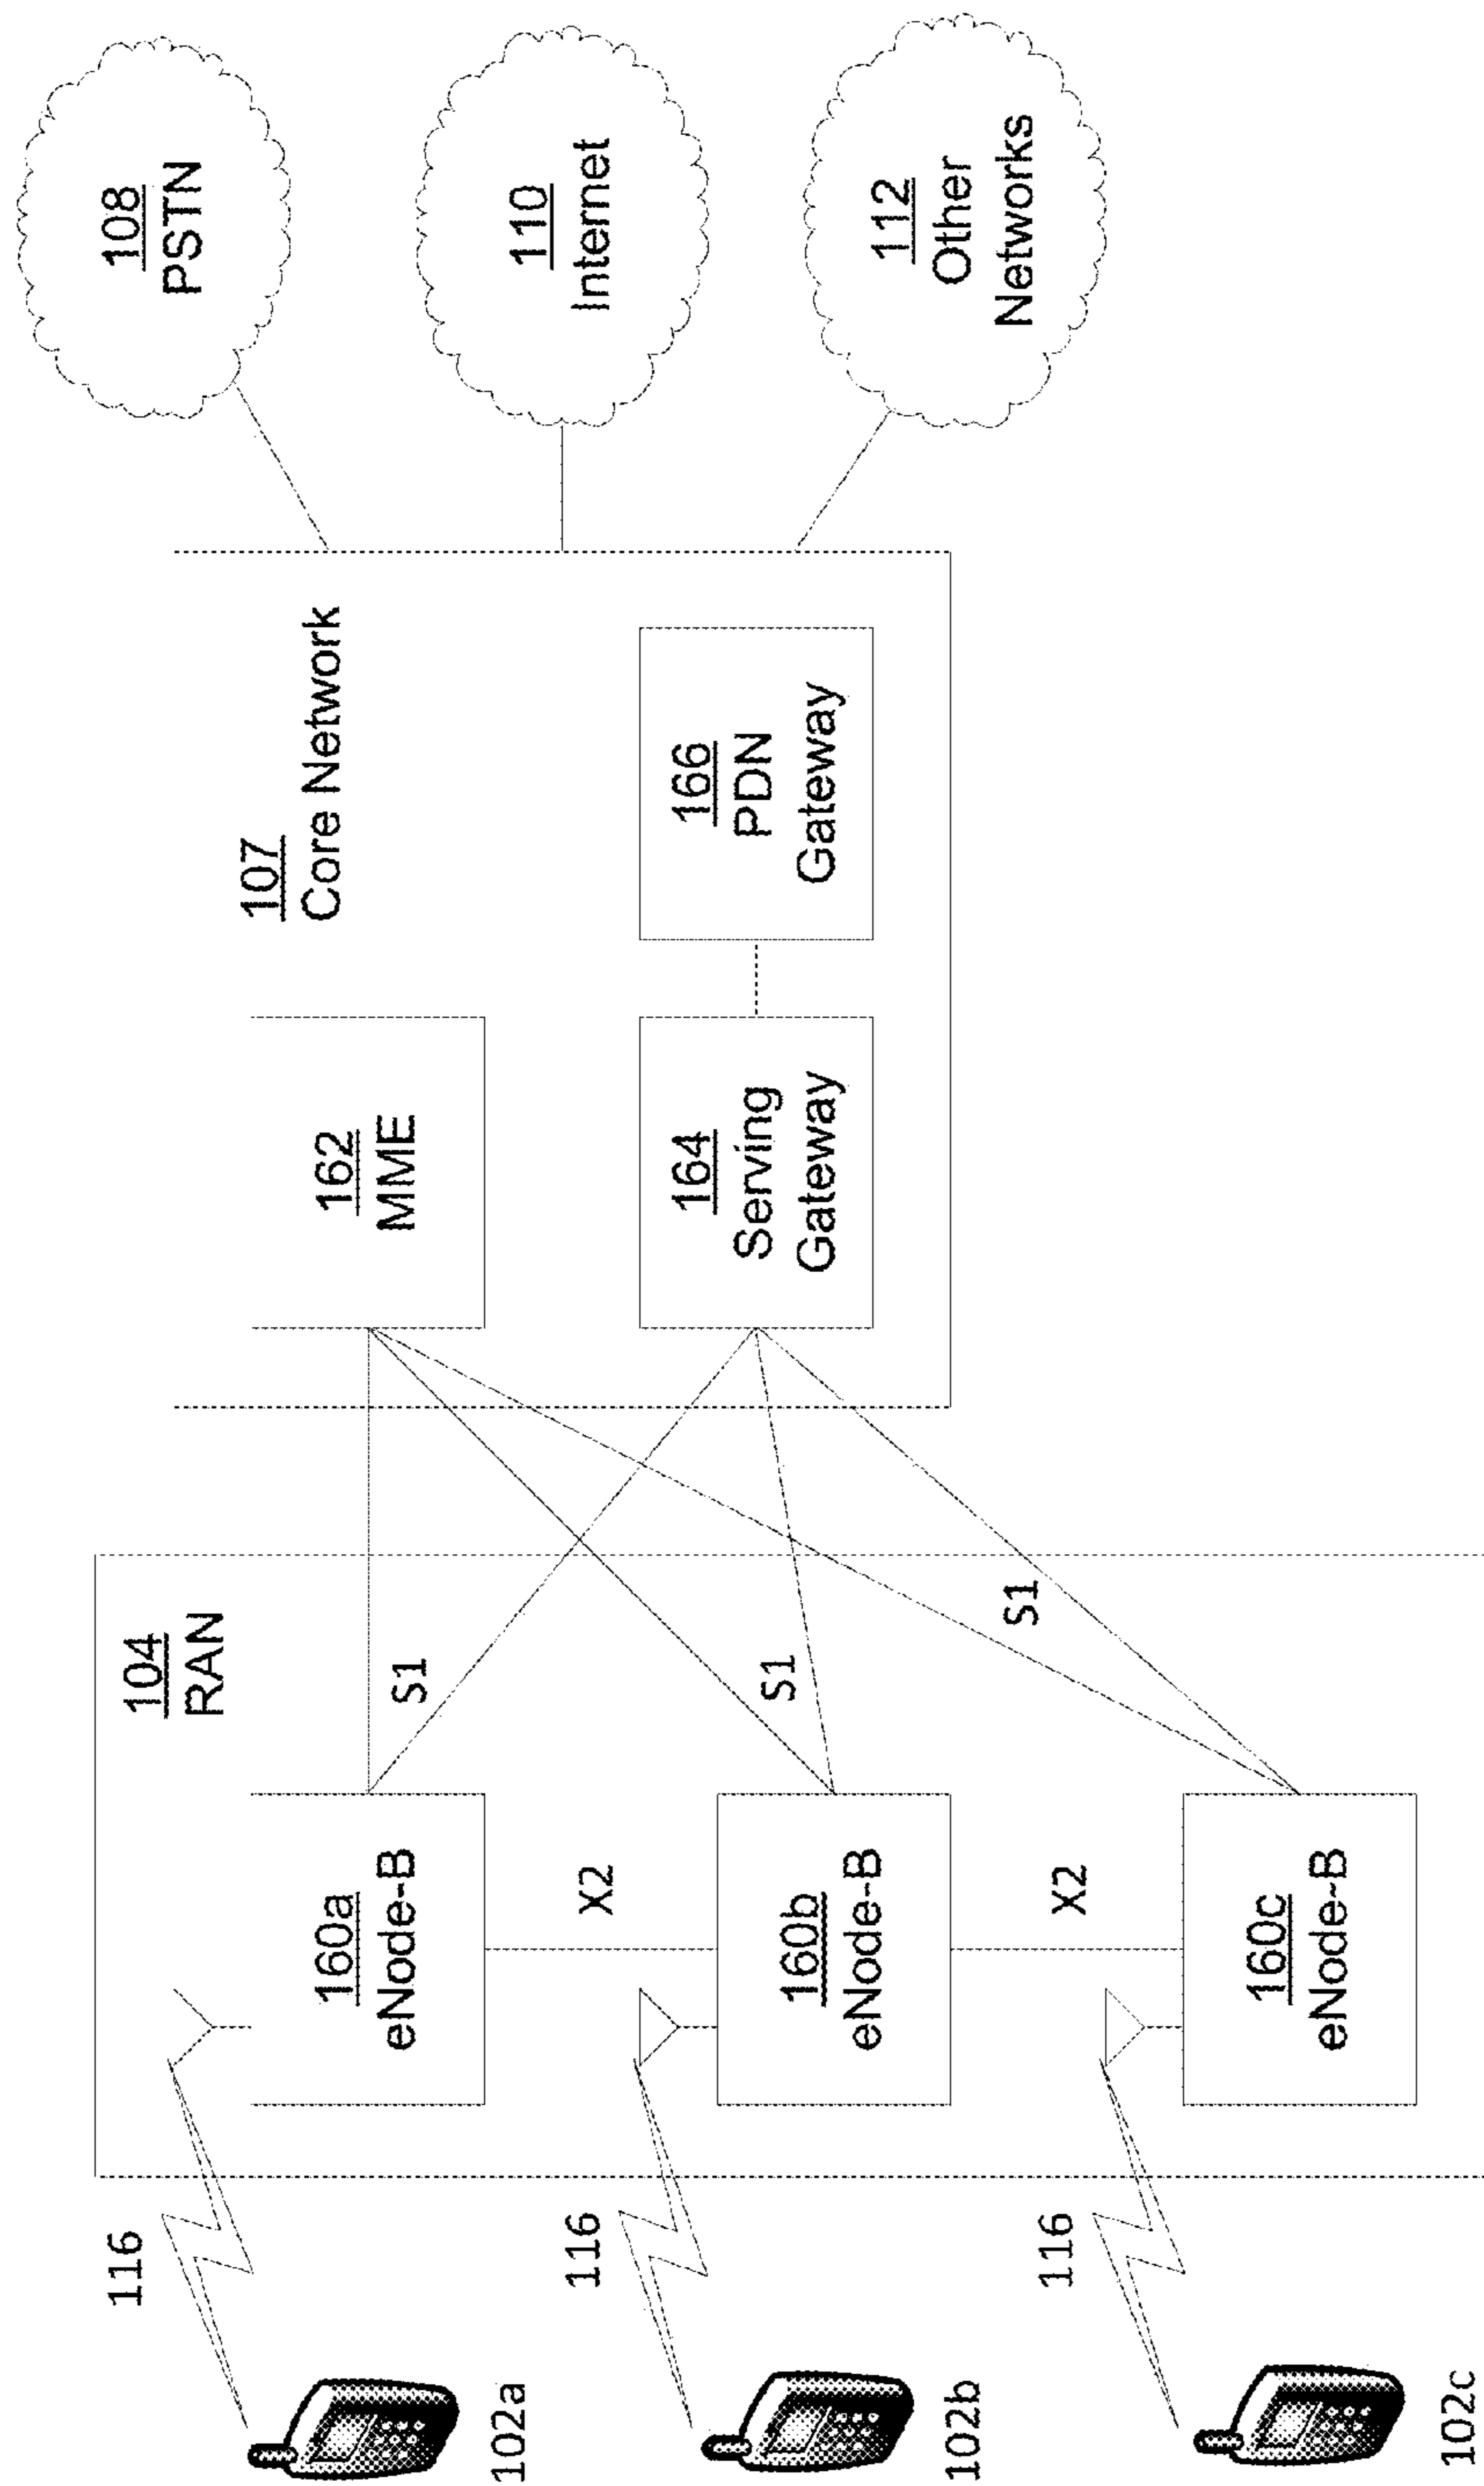 104
RAN
107
Core Network
108
PSTN
116
160a
eNode-B
S1
162
MME
102a
X2
110
Internet
116
160b
eNode-B
S1
164
Serving
Gateway
166
PDN
Gateway
102b
X2
112
Other
Networks
116
160c
eNode-B
S1
102c